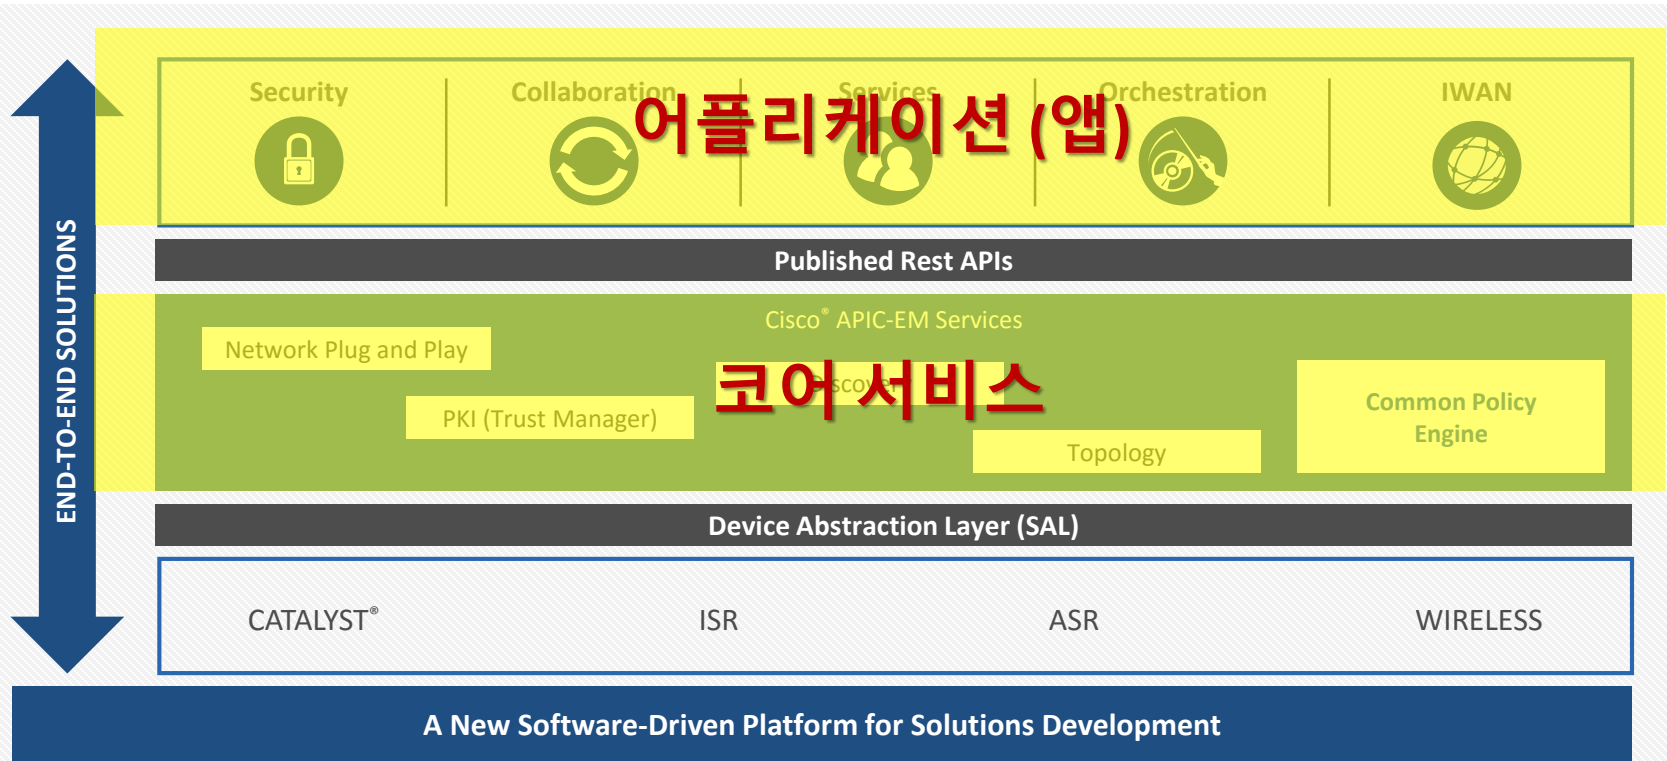 Security
Collaboration
Services
Orchestration
IWAN
어플리케이션 (앱)
Published Rest APIs
Cisco® APIC-EM Services
Network Plug and Play
Discovery
코어 서비스
PKI (Trust Manager)
Common Policy
Engine
Topology
Device Abstraction Layer (SAL)
CATALYST®
ISR
ASR
WIRELESS
END-TO-END SOLUTIONS
A New Software-Driven Platform for Solutions Development